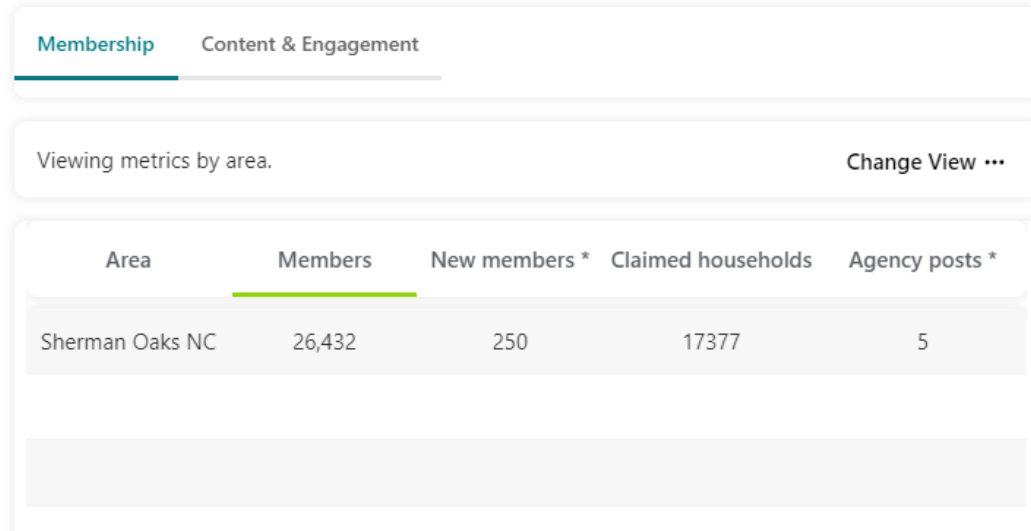 Membership Content & Engagement
Viewing metrics by area. Change View •••
Area Members New members * Claimed households Agency posts *
Sherman Oaks NC 26,432 250 17377 5